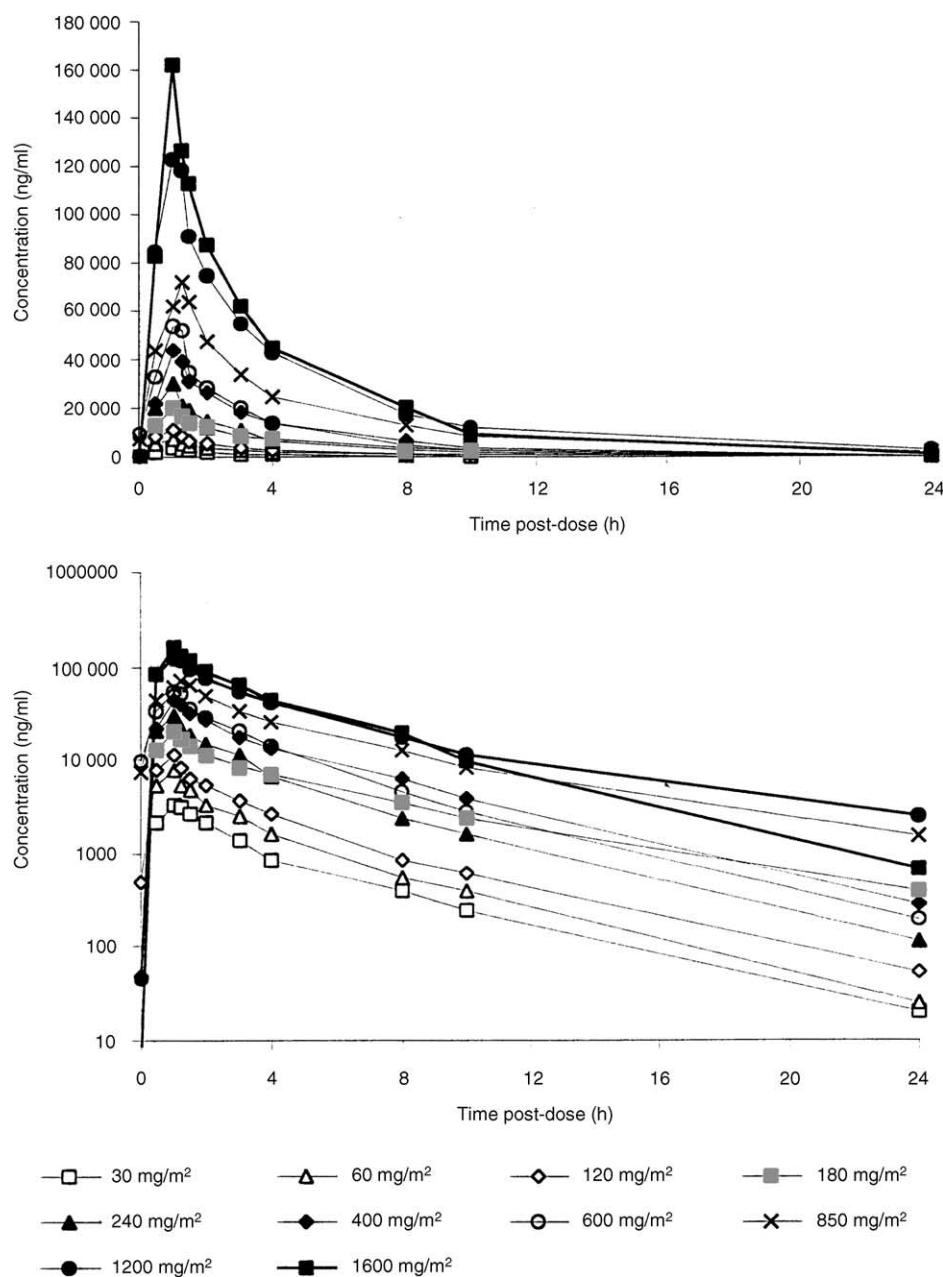 180 000
160 000
140 000
120 000
100 000
80 000
60 000
40 000
20 000
0
Concentration (ng/ml)
0 4 8 12 16 20 24
Time post-dose (h)
1000000
100 000
10 000
1000
100
10
Concentration (ng/ml)
0 4 8 12 16 20 24
Time post-dose (h)
30 mg/m² 60 mg/m² 120 mg/m² 180 mg/m²
240 mg/m² 400 mg/m² 600 mg/m² 850 mg/m²
1200 mg/m² 1600 mg/m²